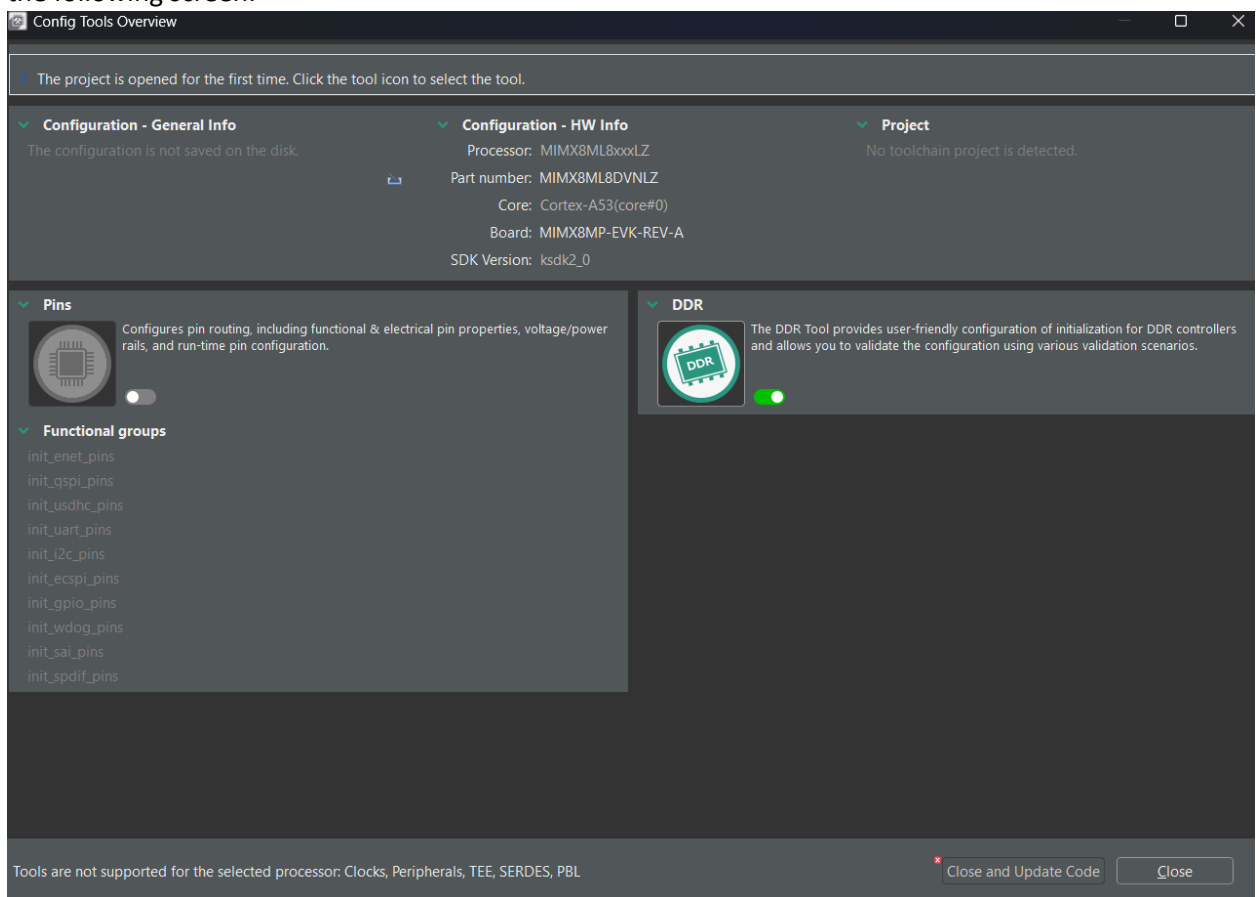 the following screen.
Config Tools Overview
The project is opened for the first time. Click the tool icon to select the tool.
Configuration - General Info
The configuration is not saved on the disk.
Configuration - HW Info
Processor: MIMX8ML8xxxLZ
Part number: MIMX8ML8DVNLZ
Core: Cortex-A53(core#0)
Board: MIMX8MP-EVK-REV-A
SDK Version: ksdk2_0
Project
No toolchain project is detected.
Pins
Configures pin routing, including functional & electrical pin properties, voltage/power
rails, and run-time pin configuration.
Functional groups
init_enet_pins
init_qspi_pins
init_usdhc_pins
init_uart_pins
init_i2c_pins
init_ecspi_pins
init_gpio_pins
init_wdog_pins
init_sai_pins
init_spdif_pins
DDR
DDR
The DDR Tool provides user-friendly configuration of initialization for DDR controllers
and allows you to validate the configuration using various validation scenarios.
Tools are not supported for the selected processor: Clocks, Peripherals, TEE, SERDES, PBL
Close and Update Code
Close